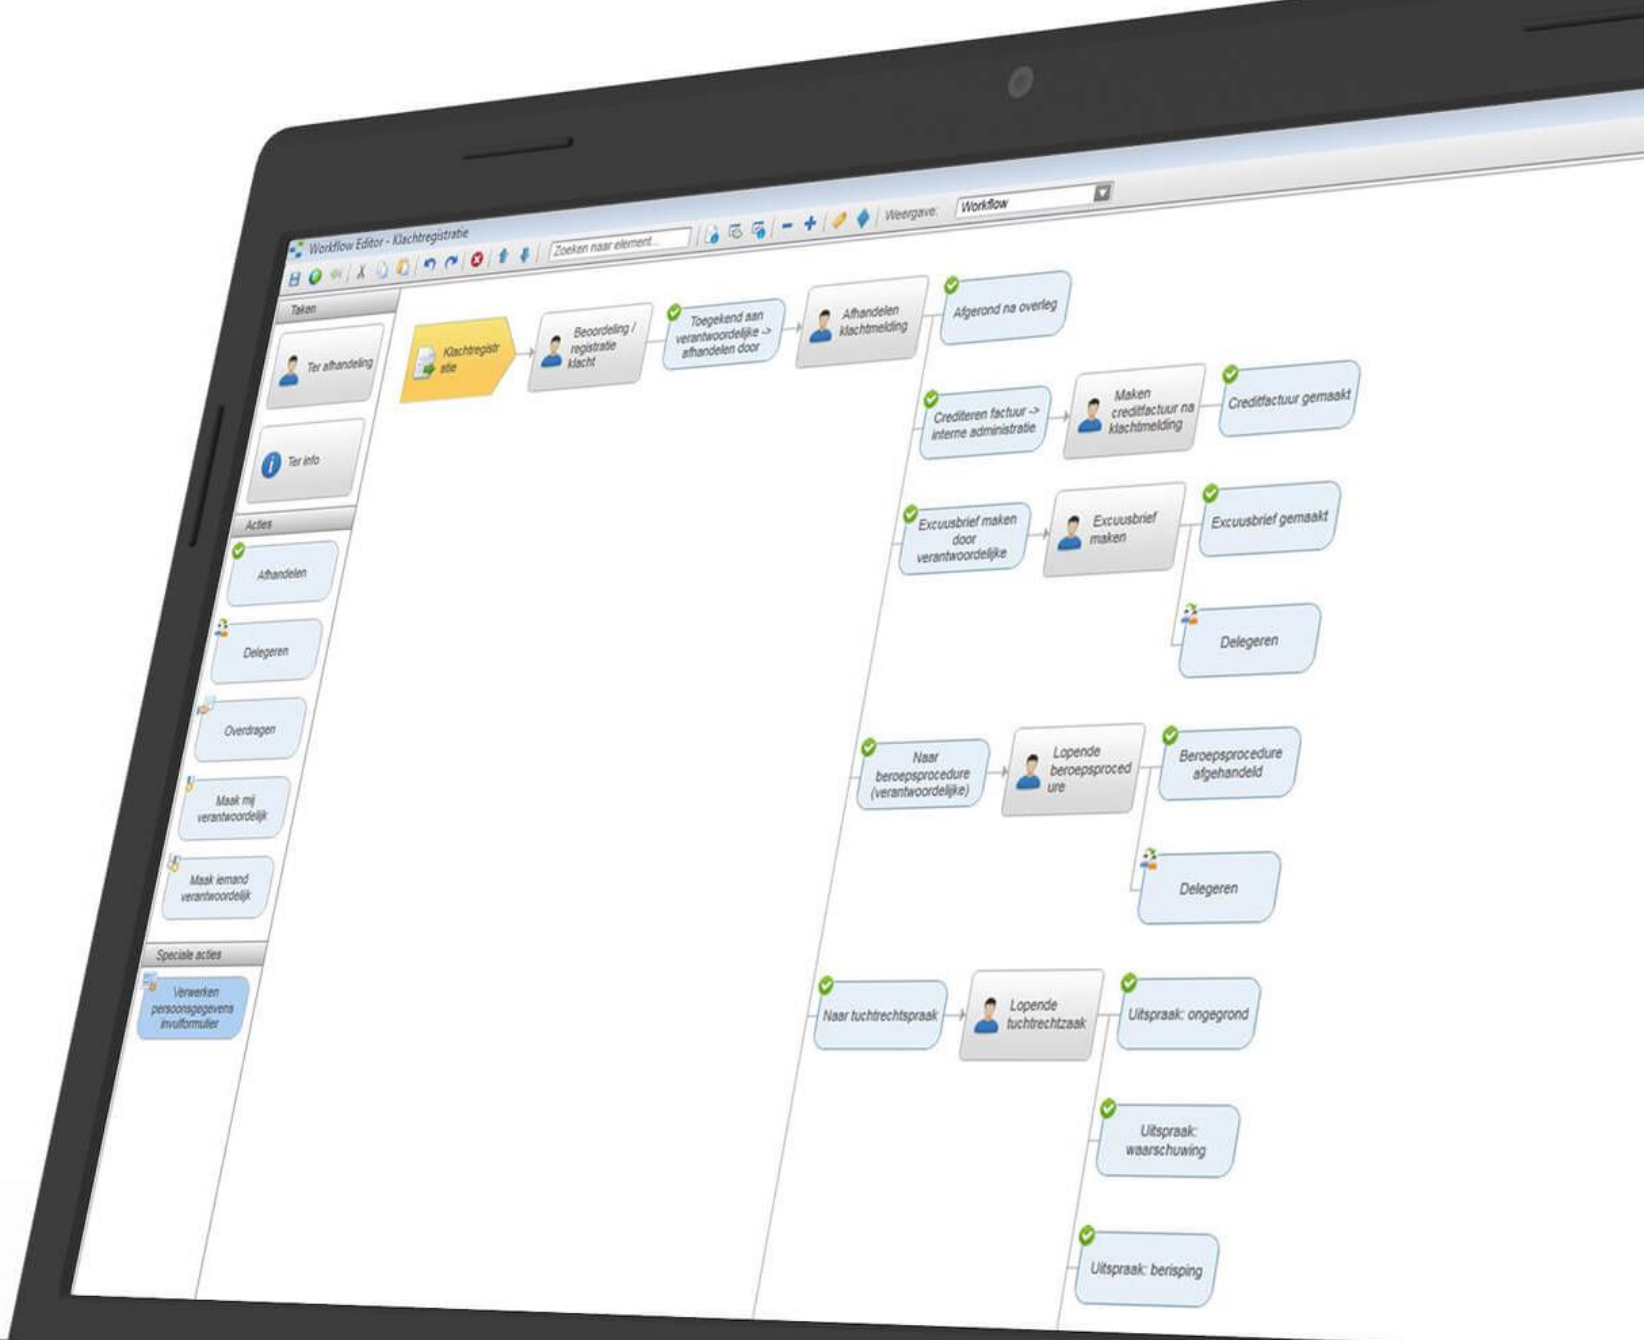 Workflow Editor - Klachtregistratie
Zoeken naar element...
Weergave:
Workflow
Taken
Ter afhandeling
Ter info
Acties
Afhandelen
Delegeren
Overdragen
Maak mij
verantwoordelijk
Maak iemand
verantwoordelijk
Speciale acties
Verwerken
persoonsgegevens
invulformulier
Klachtregistr
atie
Beoordeling /
registratie
klacht
Toegekend aan
verantwoordelijke ->
afhandelen door
Afhandelen
klachtmelding
Afgerond na overleg
Crediteren factuur ->
interne administratie
Maken
creditfactuur na
klachtmelding
Creditfactuur gemaakt
Excuusbrief maken
door
verantwoordelijke
Excuusbrief
maken
Excuusbrief gemaakt
Delegeren
Naar
beroepsprocedure
(verantwoordelijke)
Lopende
beroepsproced
ure
Beroepsprocedure
afgehandeld
Delegeren
Naar tuchtrechtspraak
Lopende
tuchtrechtzaak
Uitspraak: ongegrond
Uitspraak:
waarschuwing
Uitspraak: berisping